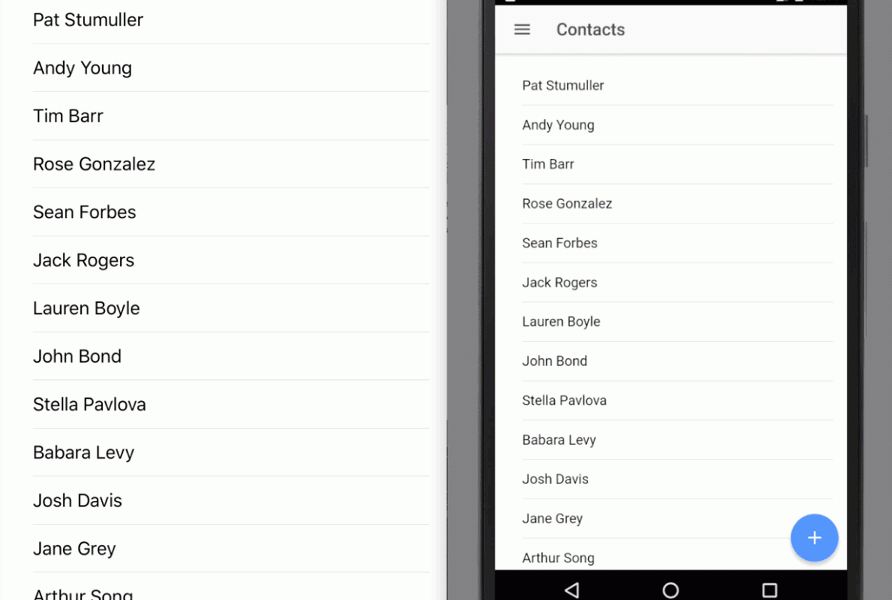 Pat Stumuller
Andy Young
Tim Barr
Rose Gonzalez
Sean Forbes
Jack Rogers
Lauren Boyle
John Bond
Stella Pavlova
Babara Levy
Josh Davis
Jane Grey
Arthur Song
Contacts
Pat Stumuller
Andy Young
Tim Barr
Rose Gonzalez
Sean Forbes
Jack Rogers
Lauren Boyle
John Bond
Stella Pavlova
Babara Levy
Josh Davis
Jane Grey
Arthur Song
+